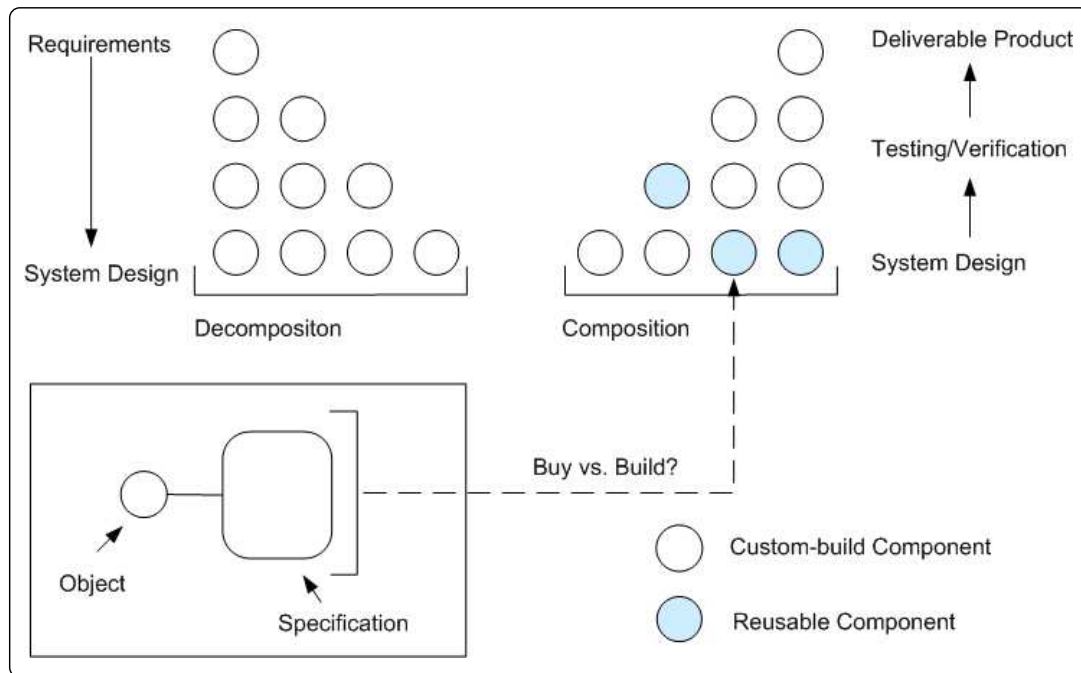 Requirements
Deliverable Product
Testing/Verification
System Design
System Design
Decompositon
Composition
Buy vs. Build?
Object
Specification
Custom-build Component
Reusable Component